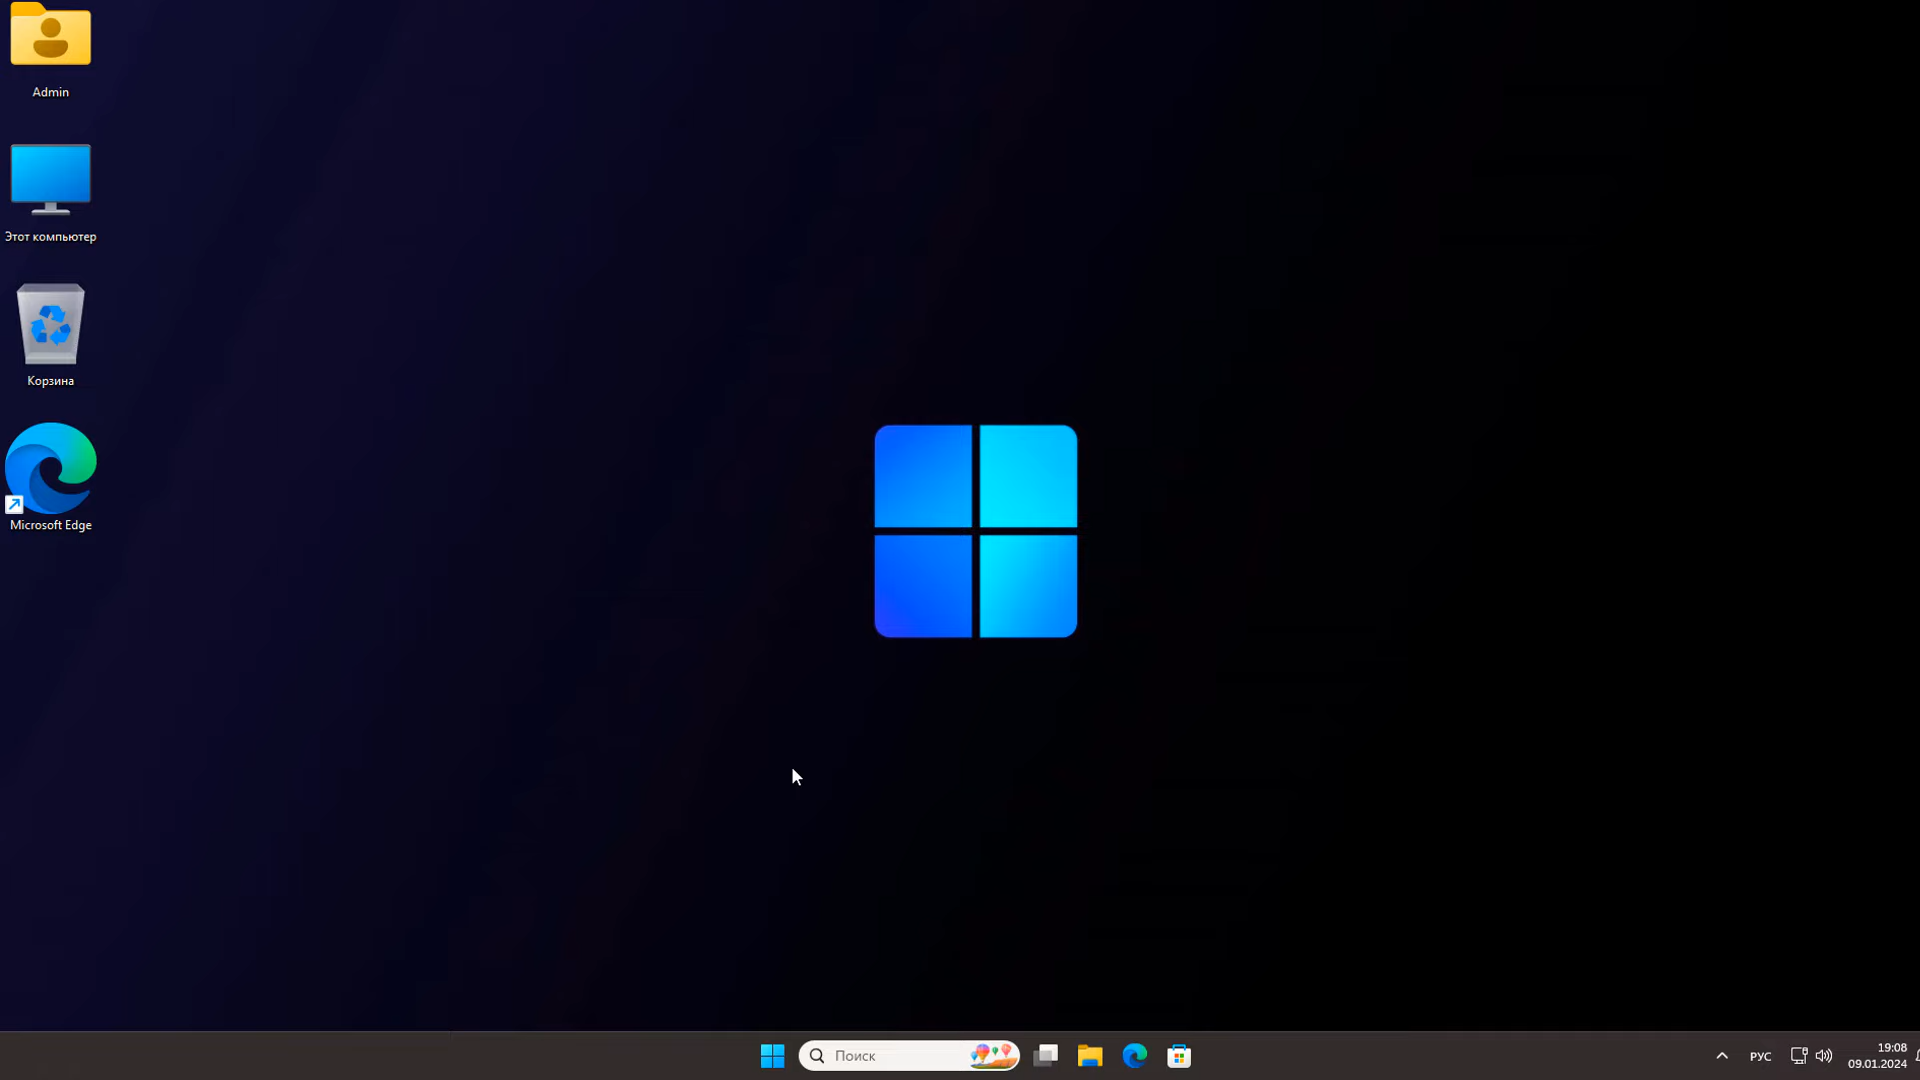 Admin
Этот компьютер
Корзина
Microsoft Edge
Поиск
РУС
19:08
09.01.2024